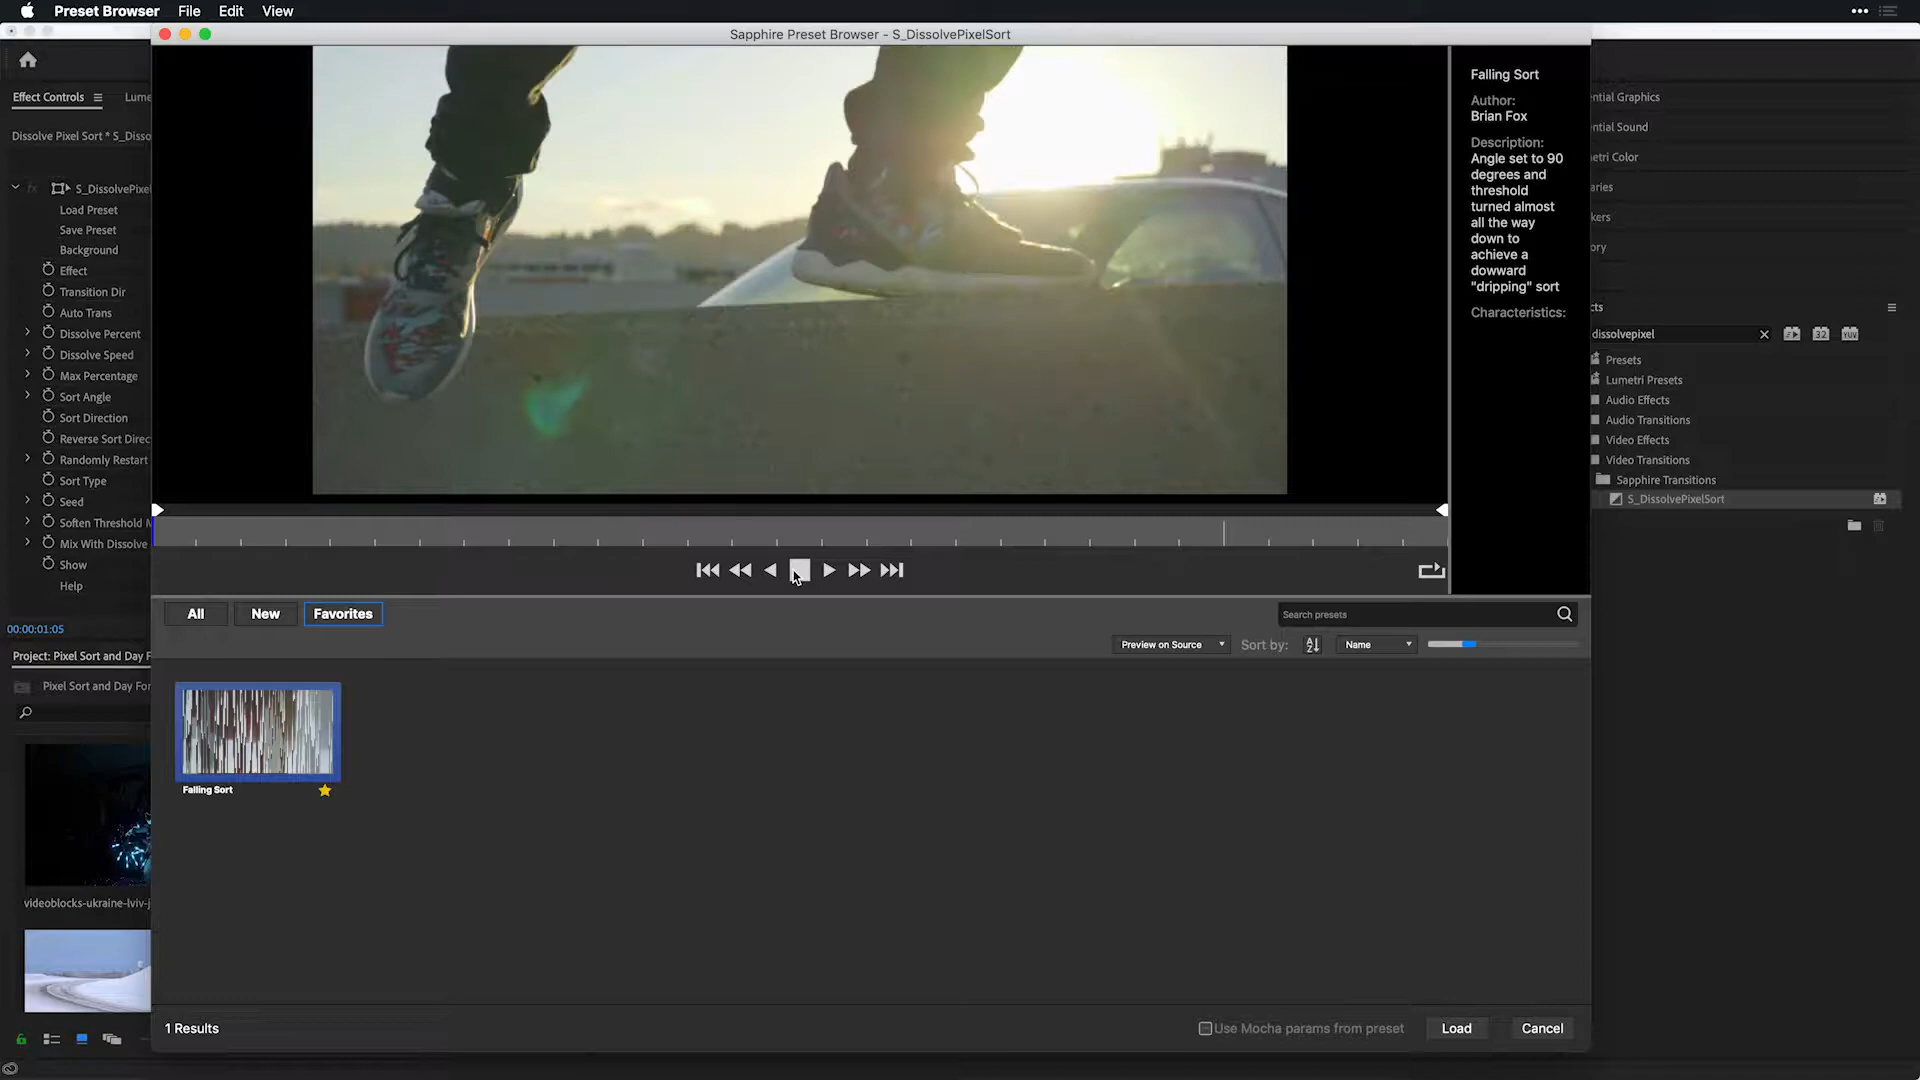 Preset Browser File Edit View
Sapphire Preset Browser - S_DissolvePixelSort
Effect Controls
Lume
Dissolve Pixel Sort * S_Disso
fx S_DissolvePixel
Load Preset
Save Preset
Background
Effect
Transition Dir
Auto Trans
Dissolve Percent
Dissolve Speed
Max Percentage
Sort Angle
Sort Direction
Reverse Sort Direc
Randomly Restart
Sort Type
Seed
Soften Threshold M
Mix With Dissolve
Show
Help
00:00:01:05
Project: Pixel Sort and Day F
Pixel Sort and Day For
videoblocks-ukraine-lviv-j
Falling Sort
Author:
Brian Fox
Description:
Angle set to 90
degrees and
threshold
turned almost
all the way
down to
achieve a
dowward
"dripping" sort
Characteristics:
ntial Graphics
ntial Sound
etri Color
aries
kers
ory
cts
dissolvepixel
32
YUV
Presets
Lumetri Presets
Audio Effects
Audio Transitions
Video Effects
Video Transitions
Sapphire Transitions
S_DissolvePixelSort
All New Favorites
Search presets
Preview on Source Sort by: Name
Falling Sort
1 Results
Use Mocha params from preset Load Cancel